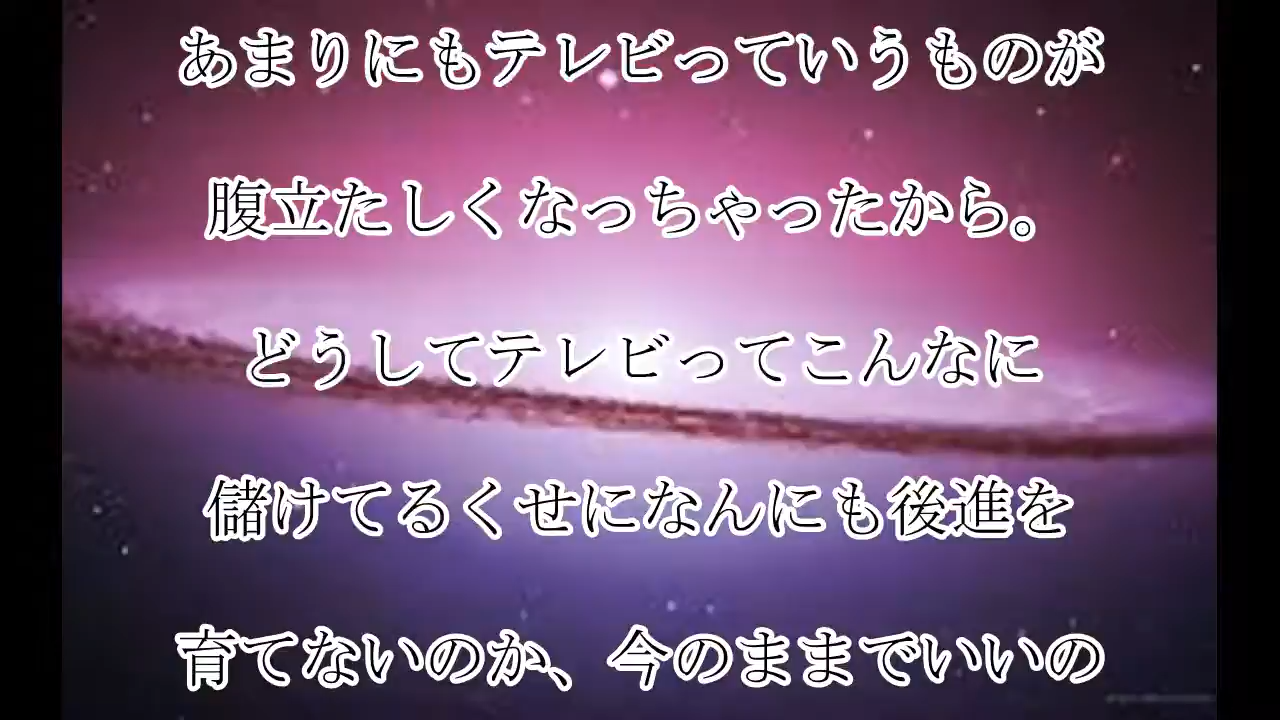 あまりにもテレビっていうものが
腹立たしくなっちゃったから。
どうしてテレビってこんなに
儲けてるくせになんにも後進を
育てないのか、今のままでいいの